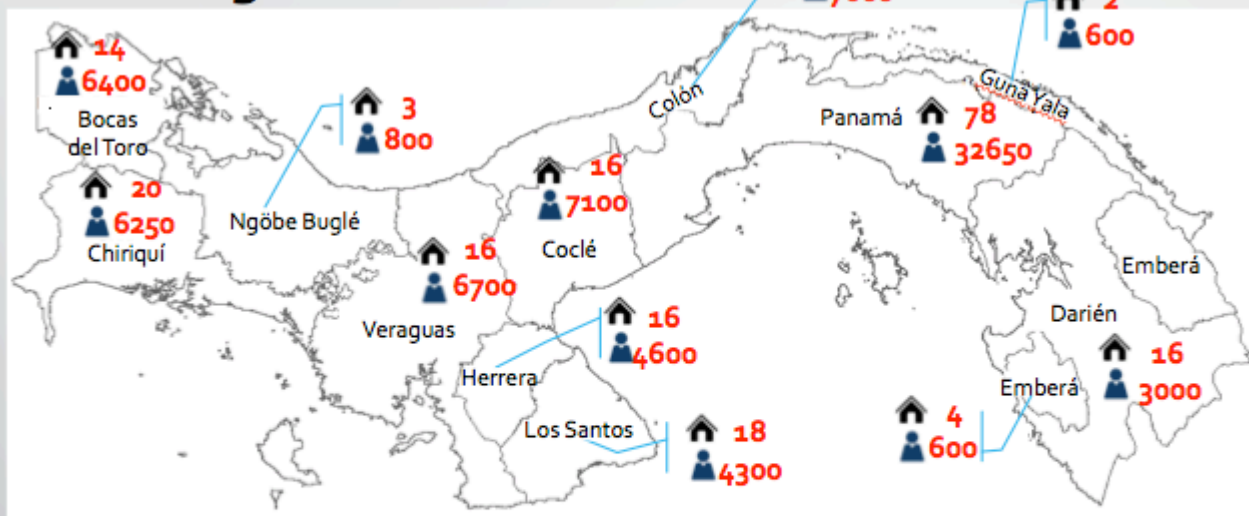 2
600
14
6400
Bocas
del Toro
3
800
Colón
Guna Yala
Panamá
78
32650
20
6250
Chiriquí
Ngöbe Buglé
16
7100
Coclé
16
6700
Veraguas
Emberá
Darién
16
4600
Herrera
16
3000
Emberá
4
600
Los Santos
18
4300